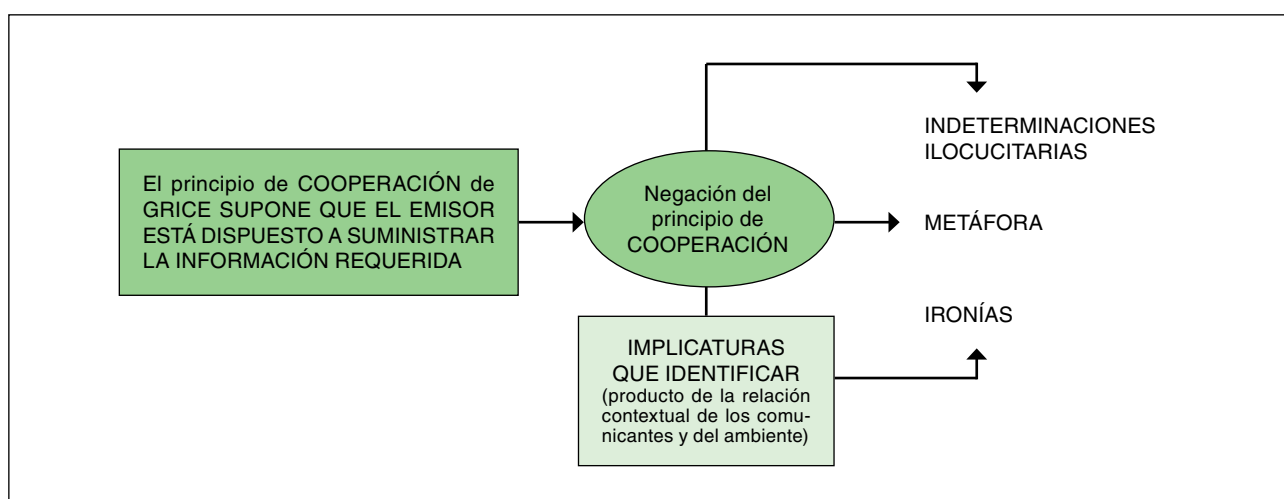 El principio de COOPERACIÓN de
GRICE SUPONE QUE EL EMISOR
ESTÁ DISPUESTO A SUMINISTRAR
LA INFORMACIÓN REQUERIDA
Negación del
principio de
COOPERACIÓN
IMPLICATURAS
QUE IDENTIFICAR
(producto de la relación
contextual de los comu-
nicantes y del ambiente)
INDETERMINACIONES
ILOCUCITARIAS
METÁFORA
IRONÍAS